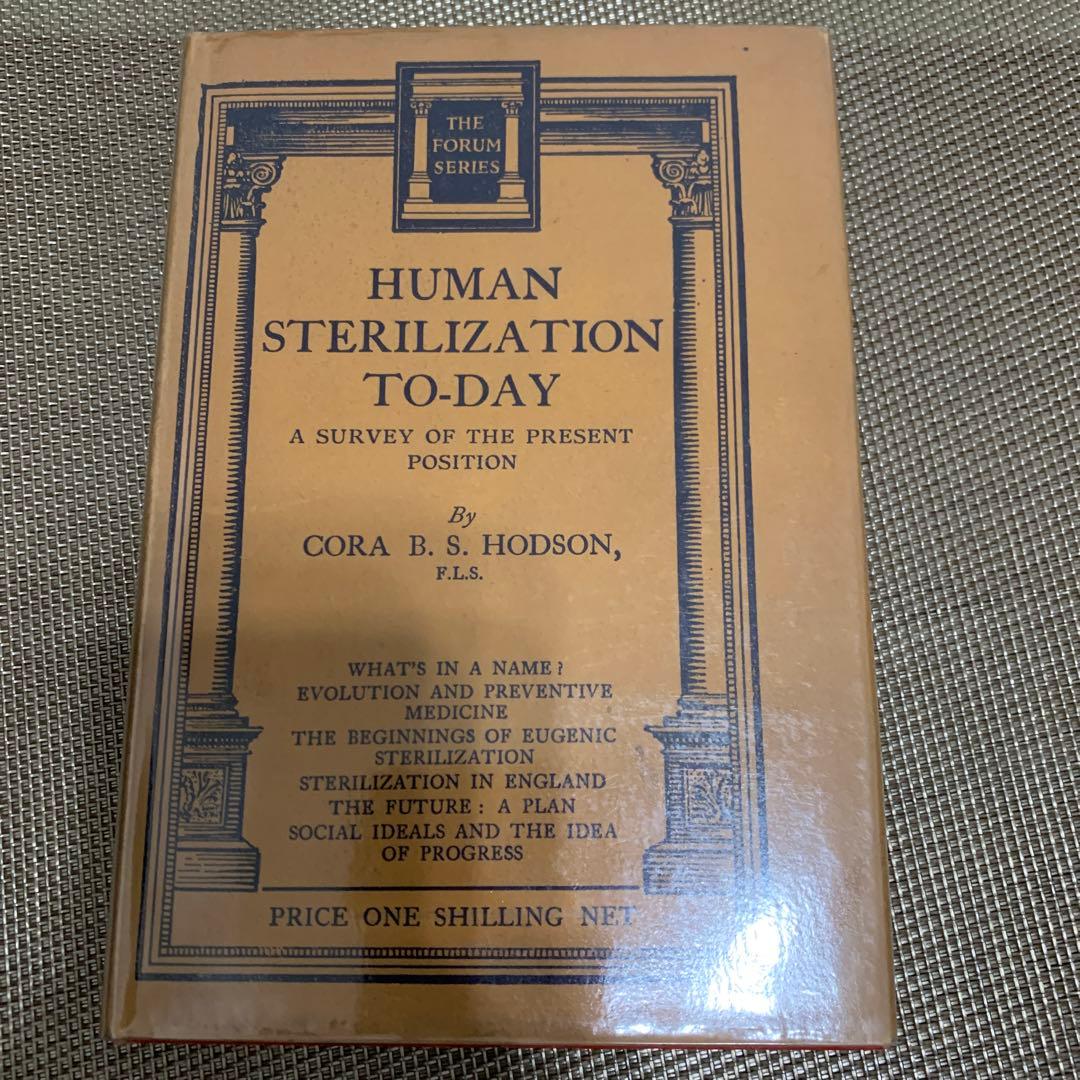 THE
FORUM
SERIES
HUMAN
STERILIZATION
TO-DAY
A SURVEY OF THE PRESENT
POSITION
By
CORA B. S. HODSON,
F.L.S.
WHAT'S IN A NAME?
EVOLUTION AND PREVENTIVE
MEDICINE
THE BEGINNINGS OF EUGENIC
STERILIZATION
STERILIZATION IN ENGLAND
THE FUTURE: A PLAN
SOCIAL IDEALS AND THE IDEA
OF PROGRESS
PRICE ONE SHILLING NET